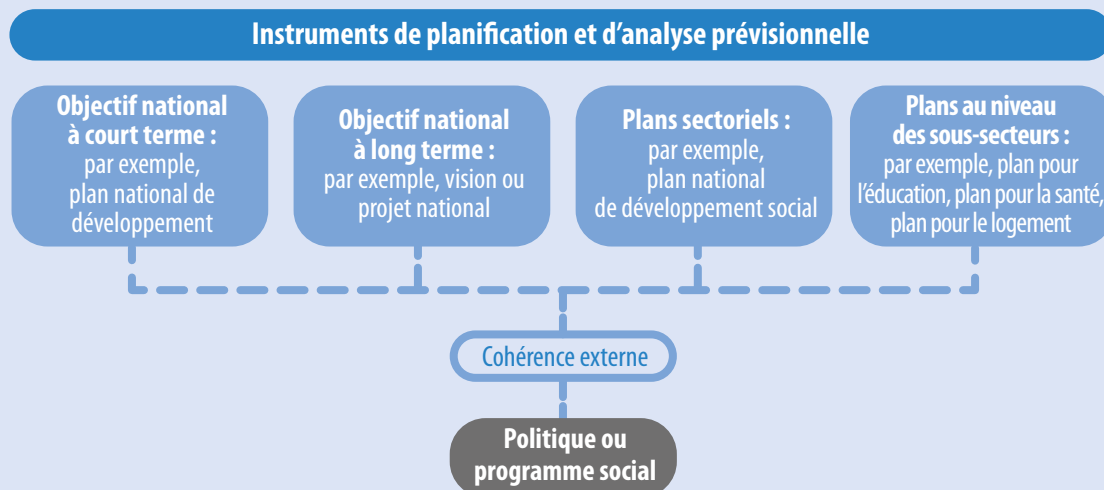 Instruments de planification et d’analyse prévisionnelle
Objectif national
à court terme :
par exemple,
plan national de
développement
Objectif national
à long terme :
par exemple, vision ou
projet national
Plans sectoriels :
par exemple,
plan national
de développement social
Plans au niveau
des sous-secteurs :
par exemple, plan pour
l’éducation, plan pour la santé,
plan pour le logement
Cohérence externe
Politique ou
programme social